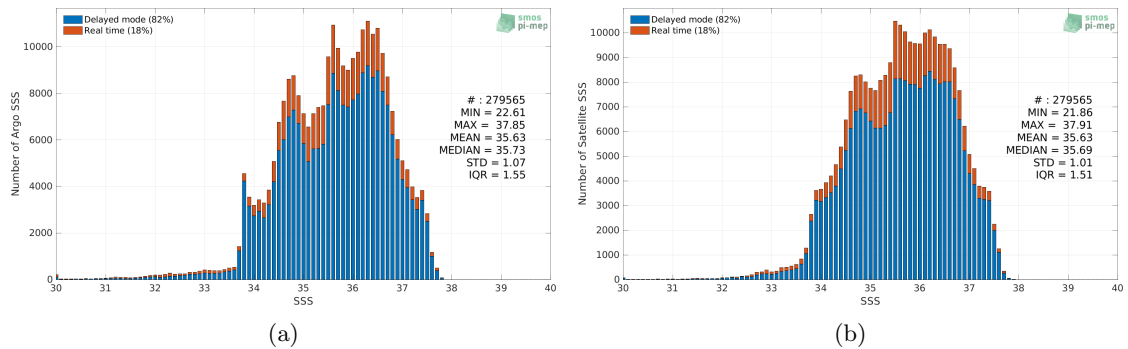 Delayed mode (82%)
Real time (18%)
smos
pi-mep
10000
8000
6000
4000
2000
0
Number of Argo SSS
# : 279565
MIN = 22.61
MAX = 37.85
MEAN = 35.63
MEDIAN = 35.73
STD = 1.07
IQR = 1.55
30 31 32 33 34 35 36 37 38 39 40
SSS
(a)
Delayed mode (82%)
Real time (18%)
smos
pi-mep
10000
9000
8000
7000
6000
5000
4000
3000
2000
1000
0
Number of Satellite SSS
# : 279565
MIN = 21.86
MAX = 37.91
MEAN = 35.63
MEDIAN = 35.69
STD = 1.01
IQR = 1.51
30 31 32 33 34 35 36 37 38 39 40
SSS
(b)